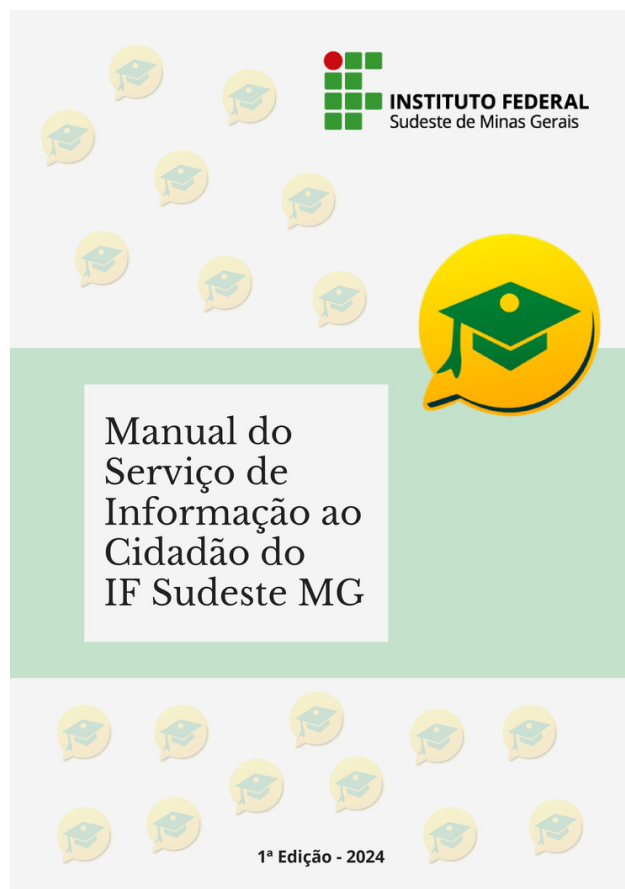 INSTITUTO FEDERAL
Sudeste de Minas Gerais
Manual do
Serviço de
Informação ao
Cidadão do
IF Sudeste MG
1ª Edição - 2024